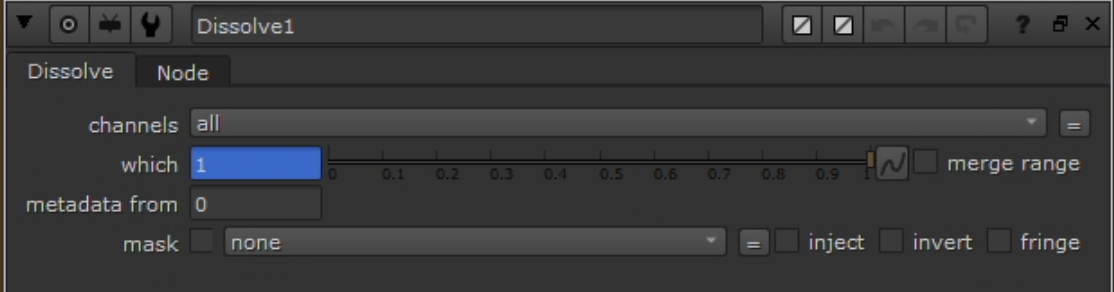 Dissolve1 ?
Dissolve Node
channels all =
which 1 0 0.1 0.2 0.3 0.4 0.5 0.6 0.7 0.8 0.9 1 merge range
metadata from 0
mask none = inject invert fringe